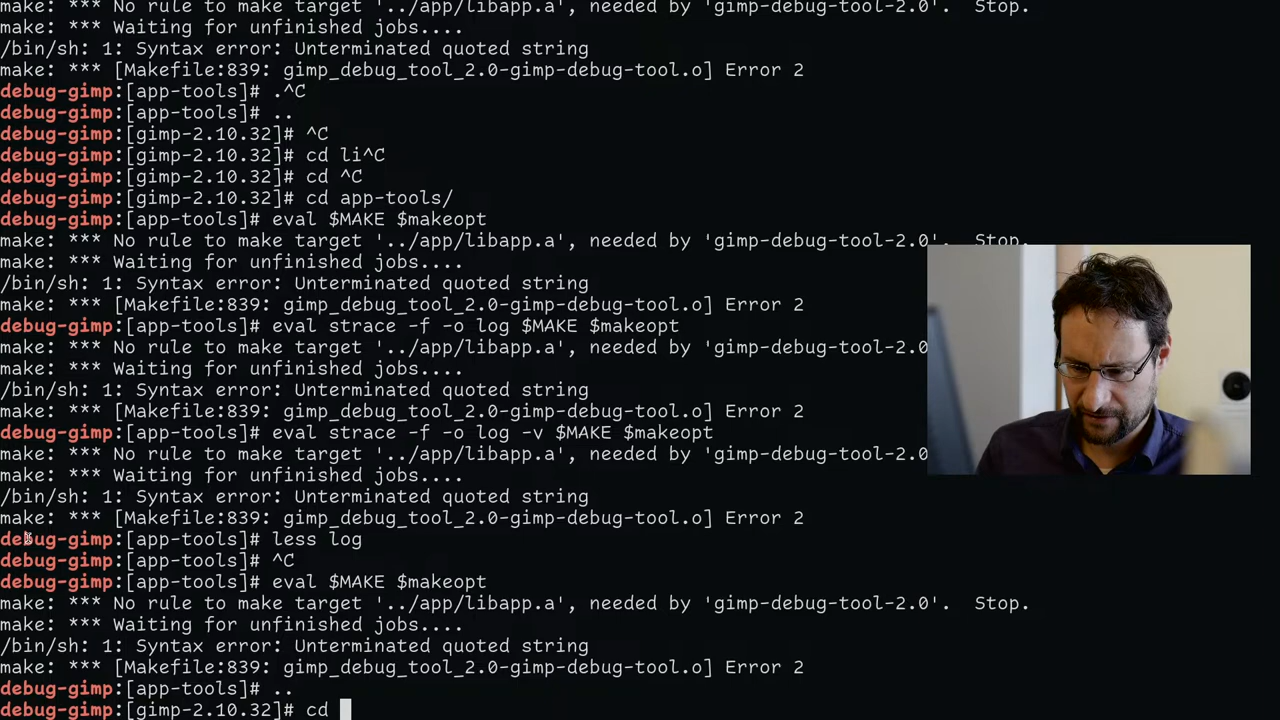 make: *** No rule to make target '../app/libapp.a', needed by 'gimp-debug-tool-2.0'.  Stop.
make: *** Waiting for unfinished jobs....
/bin/sh: 1: Syntax error: Unterminated quoted string
make: *** [Makefile:839: gimp_debug_tool_2.0-gimp-debug-tool.o] Error 2
debug-gimp:[app-tools]# .^C
debug-gimp:[app-tools]# ..
debug-gimp:[gimp-2.10.32]# ^C
debug-gimp:[gimp-2.10.32]# cd li^C
debug-gimp:[gimp-2.10.32]# cd ^C
debug-gimp:[gimp-2.10.32]# cd app-tools/
debug-gimp:[app-tools]# eval $MAKE $makeopt
make: *** No rule to make target '../app/libapp.a', needed by 'gimp-debug-tool-2.0'.  Stop.
make: *** Waiting for unfinished jobs....
/bin/sh: 1: Syntax error: Unterminated quoted string
make: *** [Makefile:839: gimp_debug_tool_2.0-gimp-debug-tool.o] Error 2
debug-gimp:[app-tools]# eval strace -f -o log $MAKE $makeopt
make: *** No rule to make target '../app/libapp.a', needed by 'gimp-debug-tool-2.0
make: *** Waiting for unfinished jobs....
/bin/sh: 1: Syntax error: Unterminated quoted string
make: *** [Makefile:839: gimp_debug_tool_2.0-gimp-debug-tool.o] Error 2
debug-gimp:[app-tools]# eval strace -f -o log -v $MAKE $makeopt
make: *** No rule to make target '../app/libapp.a', needed by 'gimp-debug-tool-2.0
make: *** Waiting for unfinished jobs....
/bin/sh: 1: Syntax error: Unterminated quoted string
make: *** [Makefile:839: gimp_debug_tool_2.0-gimp-debug-tool.o] Error 2
debug-gimp:[app-tools]# less log
debug-gimp:[app-tools]# ^C
debug-gimp:[app-tools]# eval $MAKE $makeopt
make: *** No rule to make target '../app/libapp.a', needed by 'gimp-debug-tool-2.0'.  Stop.
make: *** Waiting for unfinished jobs....
/bin/sh: 1: Syntax error: Unterminated quoted string
make: *** [Makefile:839: gimp_debug_tool_2.0-gimp-debug-tool.o] Error 2
debug-gimp:[app-tools]# ..
debug-gimp:[gimp-2.10.32]# cd